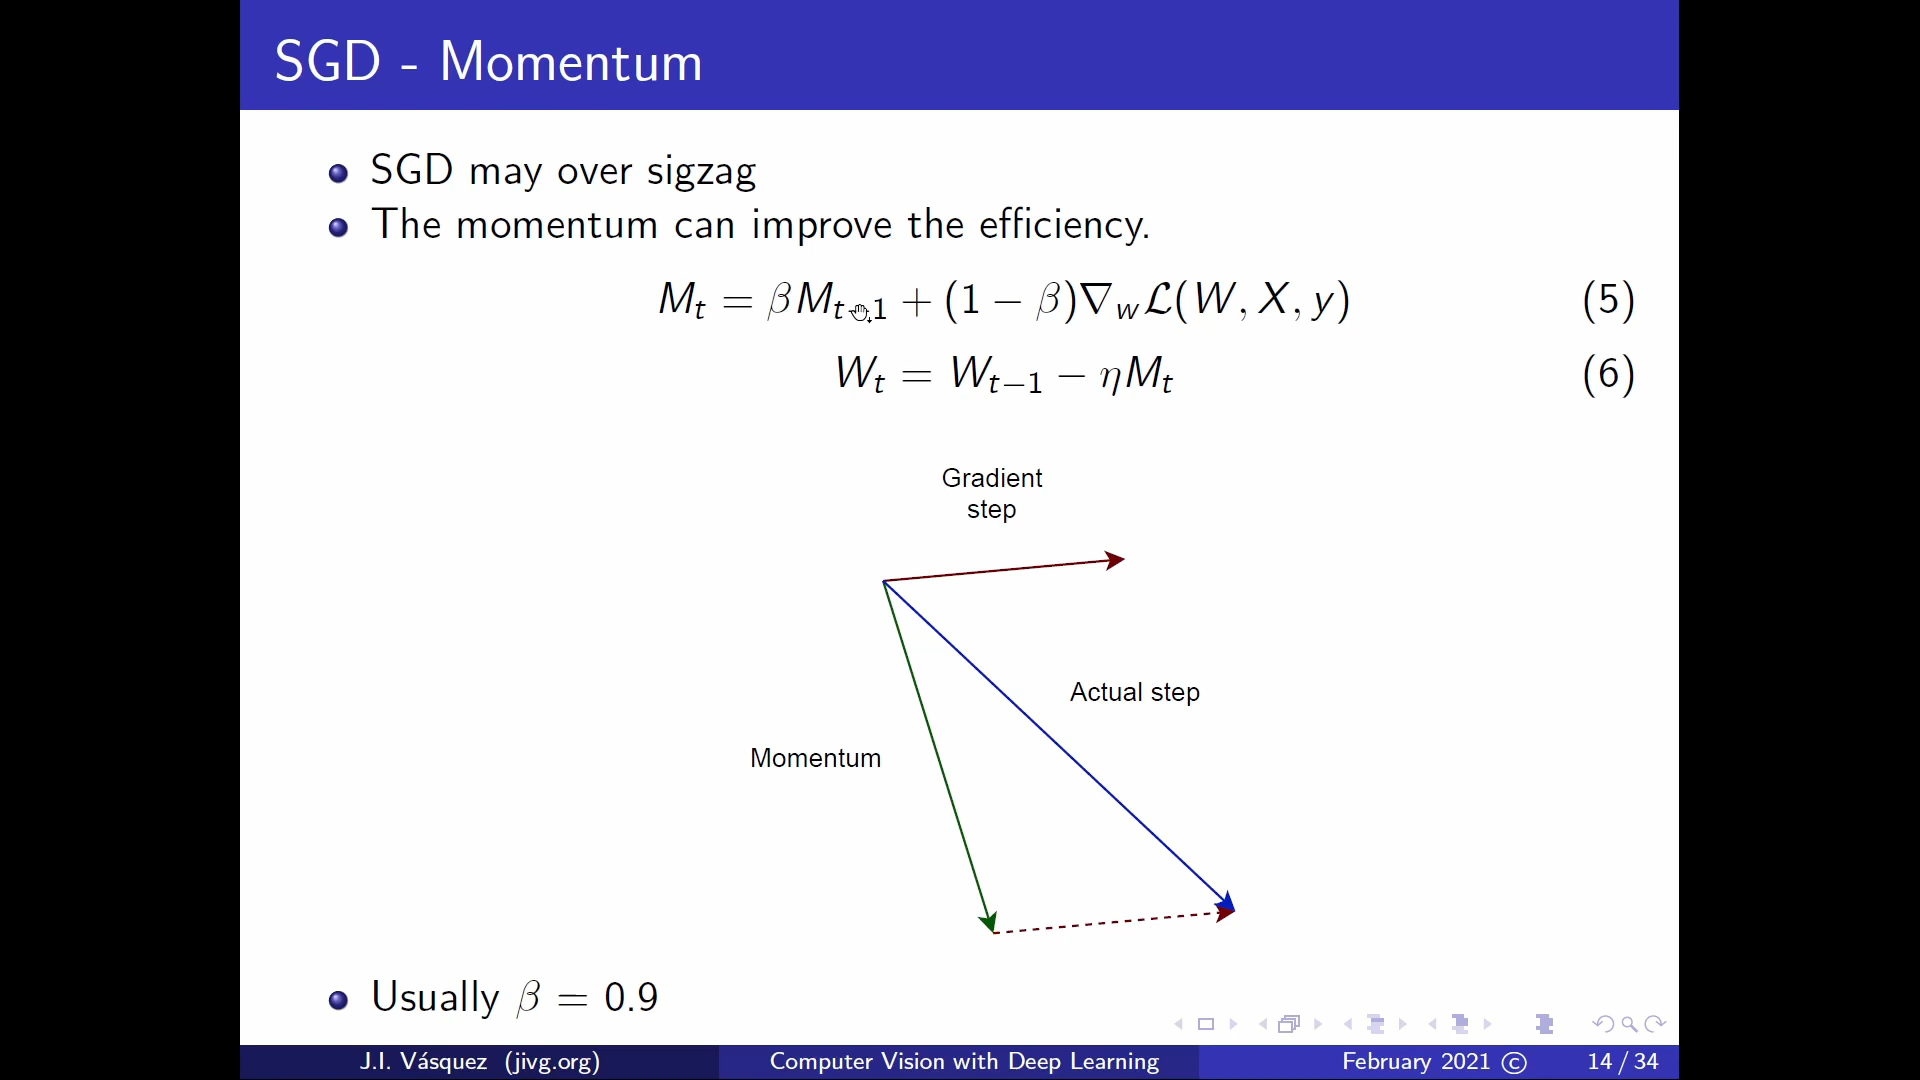 SGD - Momentum
SGD may over sigzag
The momentum can improve the efficiency.
M_t = βM_{t−1} + (1 − β)∇_w ℒ(W, X, y) (5)
W_t = W_{t−1} − ηM_t (6)
Gradient
step
Actual step
Momentum
Usually β = 0.9
J.I. Vásquez (jivg.org) Computer Vision with Deep Learning February 2021 © 14 / 34